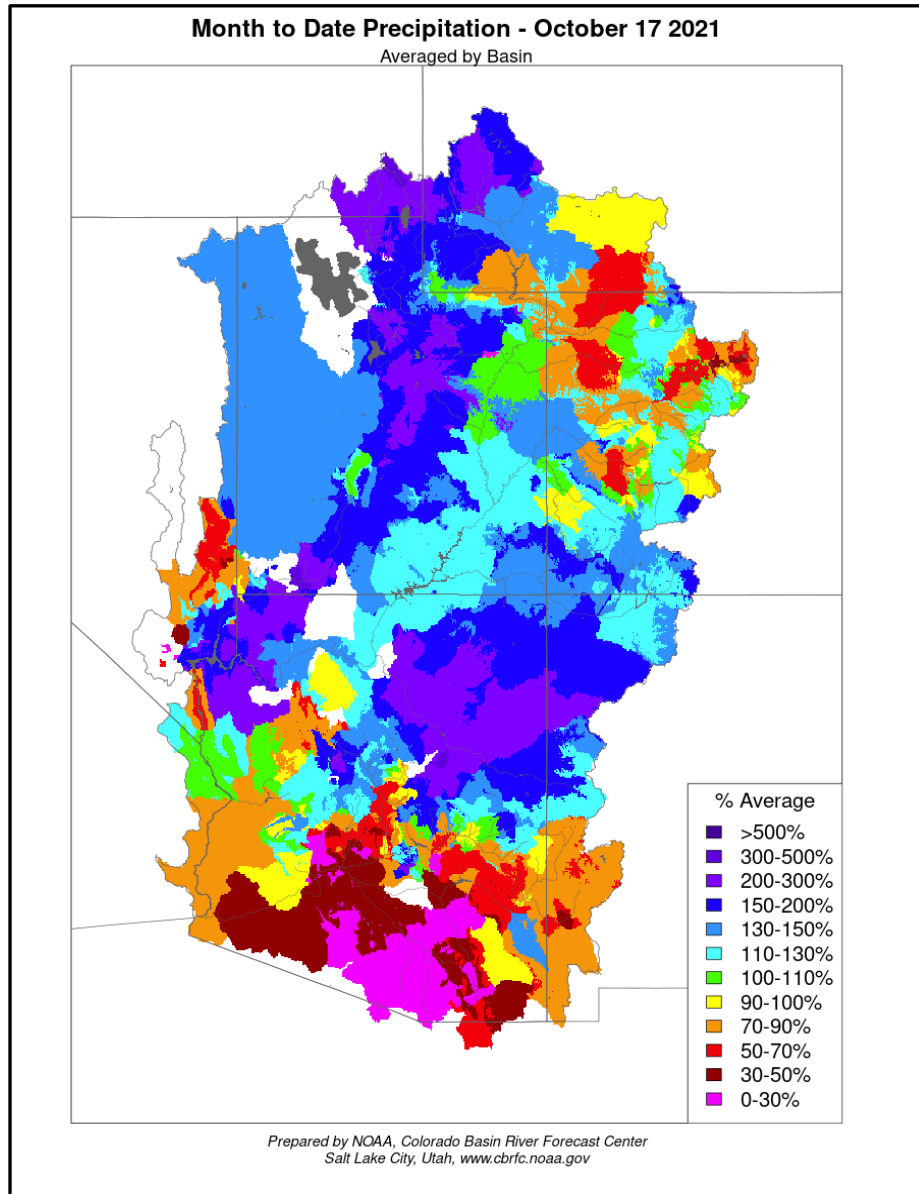 Month to Date Precipitation - October 17 2021
Averaged by Basin
% Average
>500%
300-500%
200-300%
150-200%
130-150%
110-130%
100-110%
90-100%
70-90%
50-70%
30-50%
0-30%
Prepared by NOAA, Colorado Basin River Forecast Center
Salt Lake City, Utah, www.cbrfc.noaa.gov